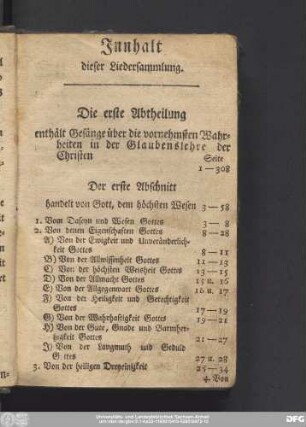 Innhalt
dieser Liedersammlung.
Die erste Abtheilung
enthält Gesänge über die vornehmsten Wahr-
heiten in der Glaubenslehre der
Christen Seite
1—308
Der erste Abschnitt
handelt von Gott, dem höchsten Wesen 3—58
1. Vom Daseyn und Wesen Gottes 3—8
2. Von denen Eigenschaften Gottes 8—28
A) Von der Ewigkeit und Unveränderlich-
keit Gottes 8—11
B) Von der Allwissenheit Gottes 11—13
C) Von der höchsten Weisheit Gottes 13—15
D) Von der Allmacht Gottes 15 u. 16
E) Von der Allgegenwart Gottes 16 u. 17
F) Von der Heiligkeit und Gerechtigkeit
Gottes 17—19
G) Von der Wahrhaftigkeit Gottes 19—21
H) Von der Güte, Gnade und Barmher-
zigkeit Gottes 21—27
J) Von der Langmuth und Geduld
Gottes 27 u. 28
3. Von der heiligen Dreyeinigkeit
4. Von